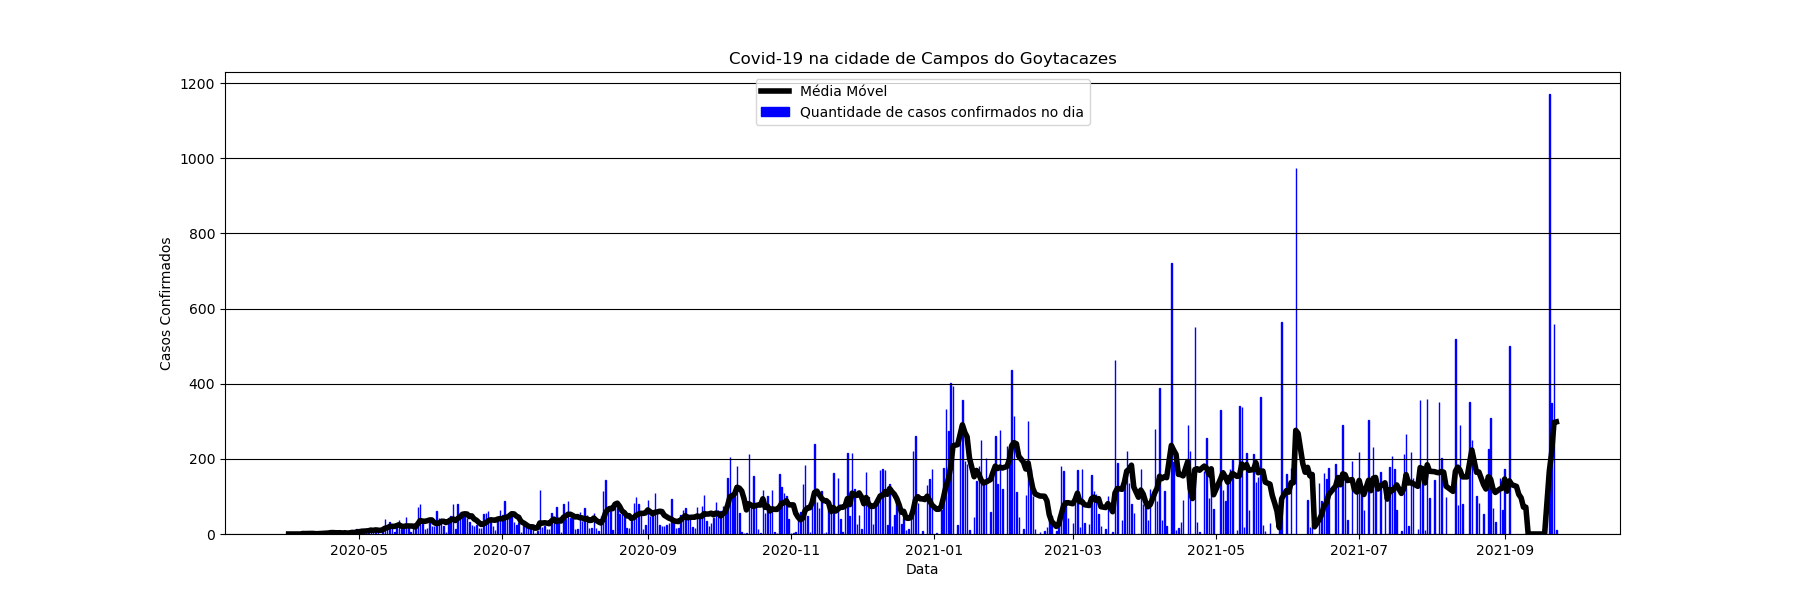 Covid-19 na cidade de Campos do Goytacazes
Média Móvel
Quantidade de casos confirmados no dia
Casos Confirmados
1200
1000
800
600
400
200
0
2020-05 2020-07 2020-09 2020-11 2021-01 2021-03 2021-05 2021-07 2021-09
Data